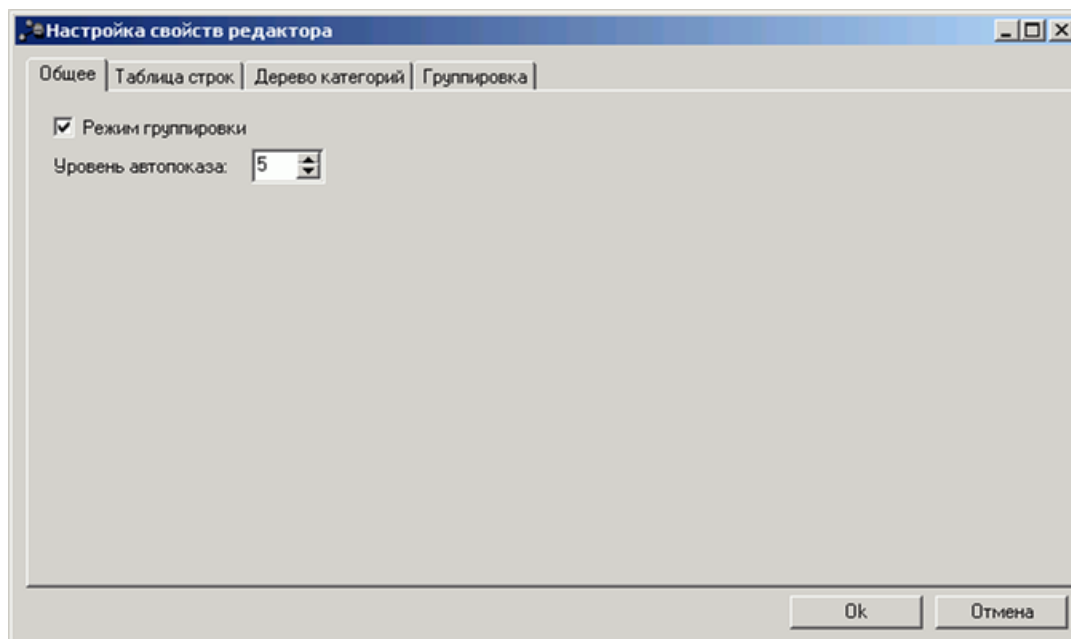 Настройка свойств редактора
Общее Таблица строк Дерево категорий Группировка
Режим группировки
Уровень автопоказа: 5
Ok Отмена